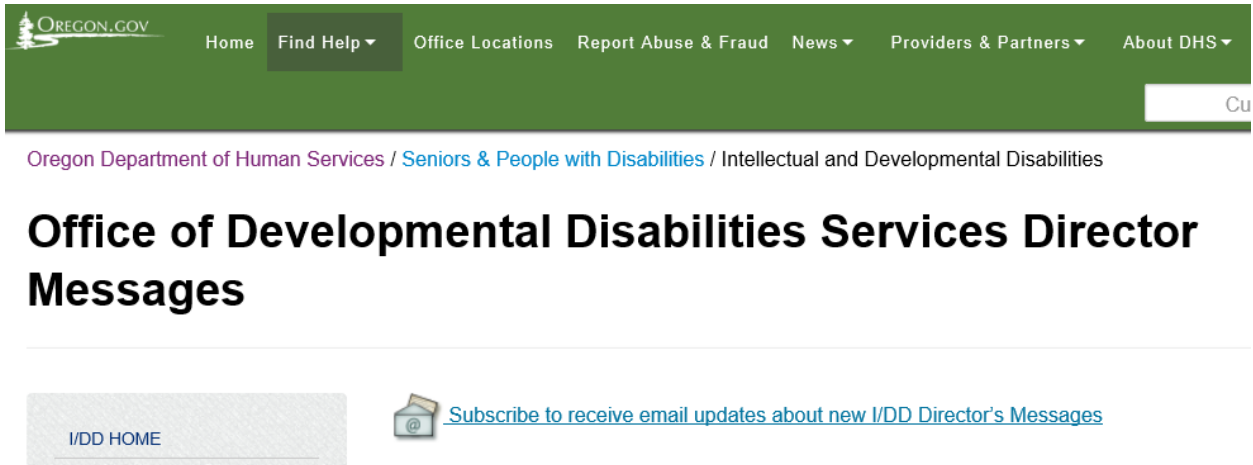 OREGON.GOV
Home Find Help Office Locations Report Abuse & Fraud News Providers & Partners About DHS
Cu
Oregon Department of Human Services / Seniors & People with Disabilities / Intellectual and Developmental Disabilities
Office of Developmental Disabilities Services Director
Messages
@ Subscribe to receive email updates about new I/DD Director's Messages
I/DD HOME